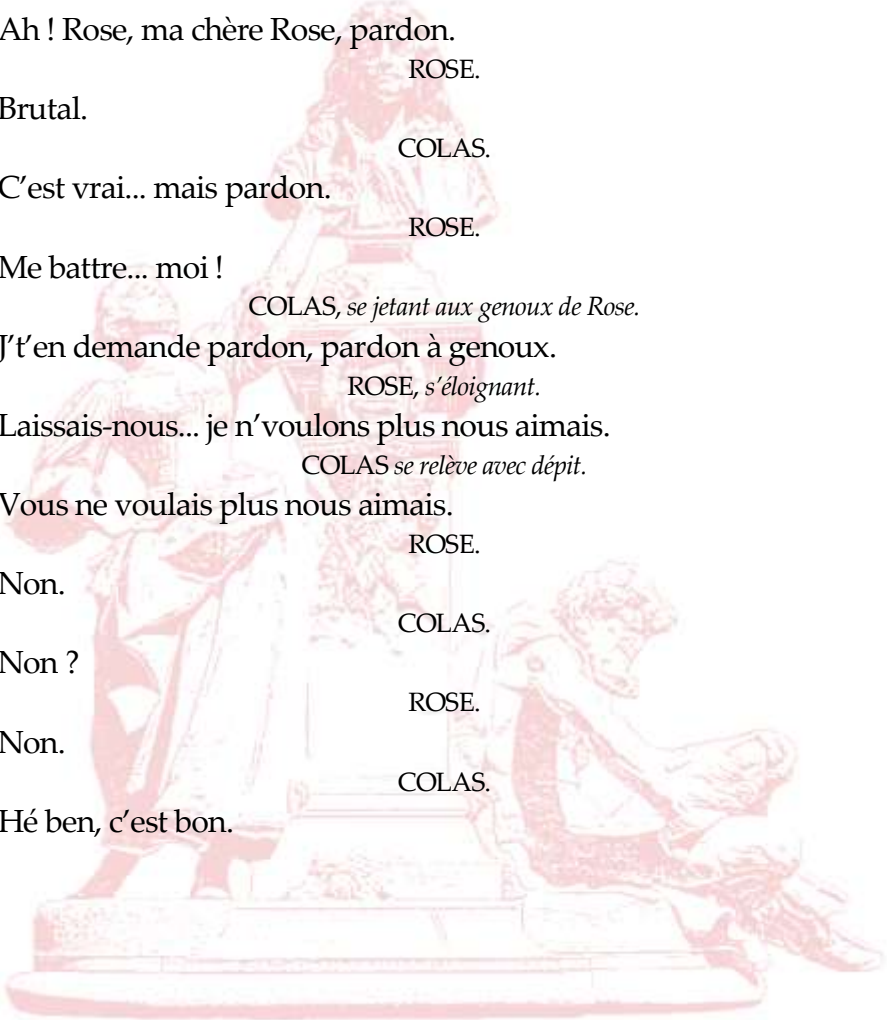 Ah ! Rose, ma chère Rose, pardon.
ROSE.
Brutal.
COLAS.
C’est vrai... mais pardon.
ROSE.
Me battre... moi !
COLAS, se jetant aux genoux de Rose.
J’t’en demande pardon, pardon à genoux.
ROSE, s’éloignant.
Laissais-nous... je n’voulons plus nous aimais.
COLAS se relève avec dépit.
Vous ne voulais plus nous aimais.
ROSE.
Non.
COLAS.
Non ?
ROSE.
Non.
COLAS.
Hé ben, c’est bon.